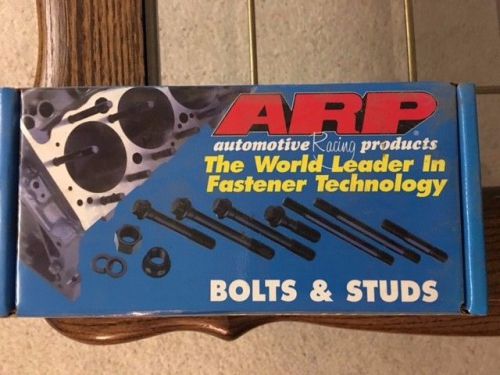 ARP
automotive Racing products
The World Leader In
Fastener Technology
BOLTS & STUDS